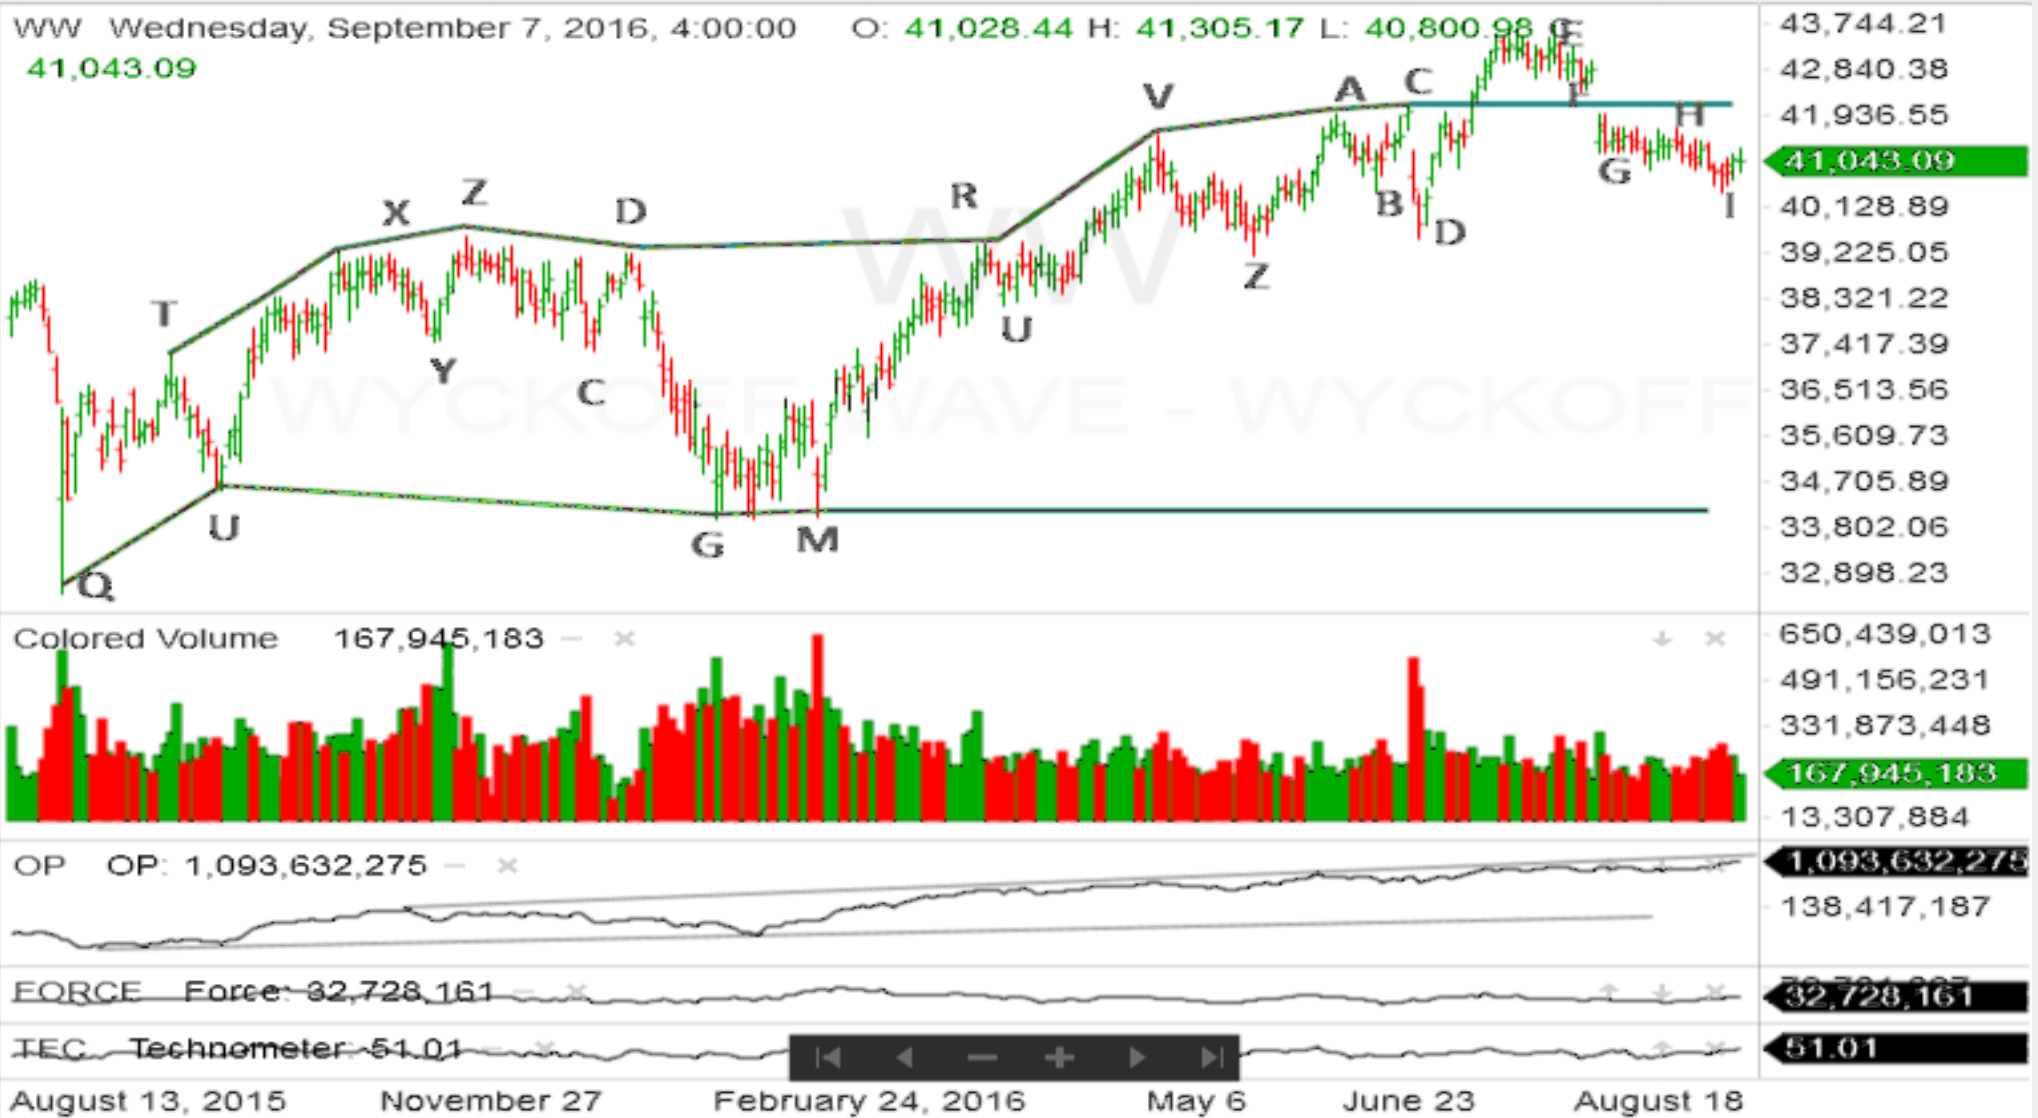 WW Wednesday, September 7, 2016, 4:00:00 O: 41,028.44 H: 41,305.17 L: 40,800.98 C
41,043.09
E
43,744.21
42,840.38
F
V A C
41,936.55
H
41,043.09
G
X Z D R
B D I
40,128.89
39,225.05
Z
38,321.22
T U
37,417.39
Y C
36,513.56
WW
WYCKOFF WAVE - WYCKOFF
35,609.73
34,705.89
U G M
33,802.06
Q
32,898.23
Colored Volume 167,945,183
650,439,013
491,156,231
331,873,448
167,945,183
13,307,884
OP OP: 1,093,632,275
1,093,632,275
138,417,187
FORCE Force: 32,728,161
32,728,161
TEC Technometer: 51.01
51.01
August 13, 2015 November 27 February 24, 2016 May 6 June 23 August 18